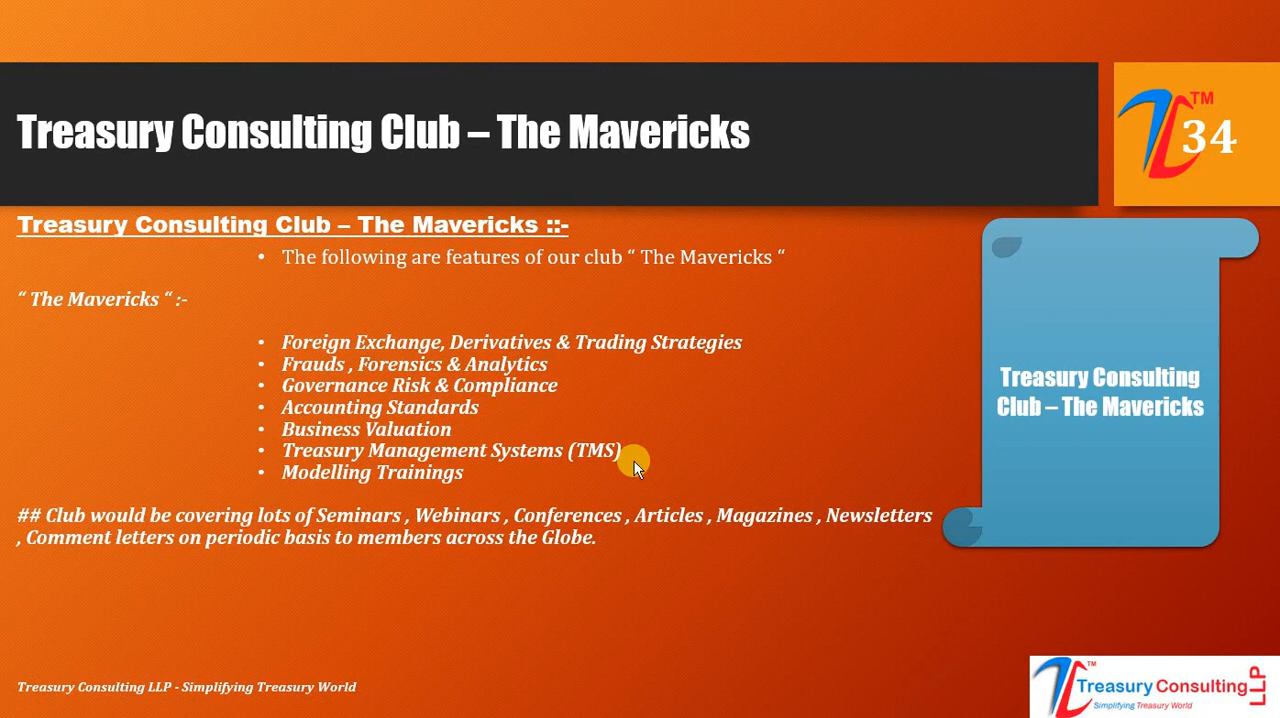 Treasury Consulting Club – The Mavericks
TM
34
Treasury Consulting Club – The Mavericks ::-
• The following are features of our club “ The Mavericks “
“ The Mavericks “ :-
• Foreign Exchange, Derivatives & Trading Strategies
• Frauds , Forensics & Analytics
• Governance Risk & Compliance
• Accounting Standards
• Business Valuation
• Treasury Management Systems (TMS)
• Modelling Trainings
## Club would be covering lots of Seminars , Webinars , Conferences , Articles , Magazines , Newsletters
, Comment letters on periodic basis to members across the Globe.
Treasury Consulting
Club – The Mavericks
Treasury Consulting LLP - Simplifying Treasury World
TM
Treasury Consulting LLP
Simplifying Treasury World